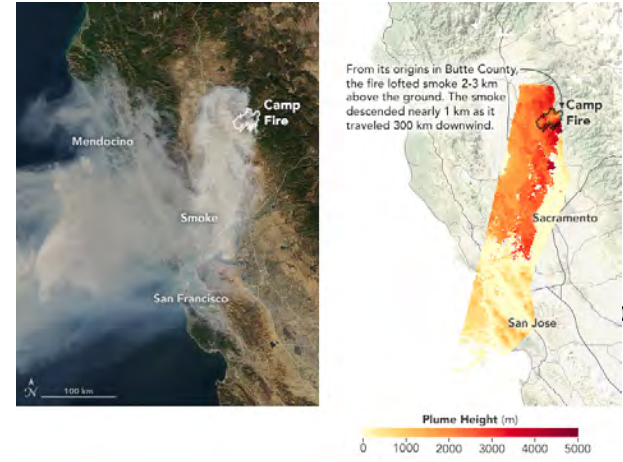 Camp
Fire
Mendocino
Smoke
San Francisco
N
100 km
From its origins in Butte County,
the fire lofted smoke 2-3 km
above the ground. The smoke
descended nearly 1 km as it
traveled 300 km downwind.
Camp
Fire
Sacramento
San Jose
Plume Height (m)
0 1000 2000 3000 4000 5000